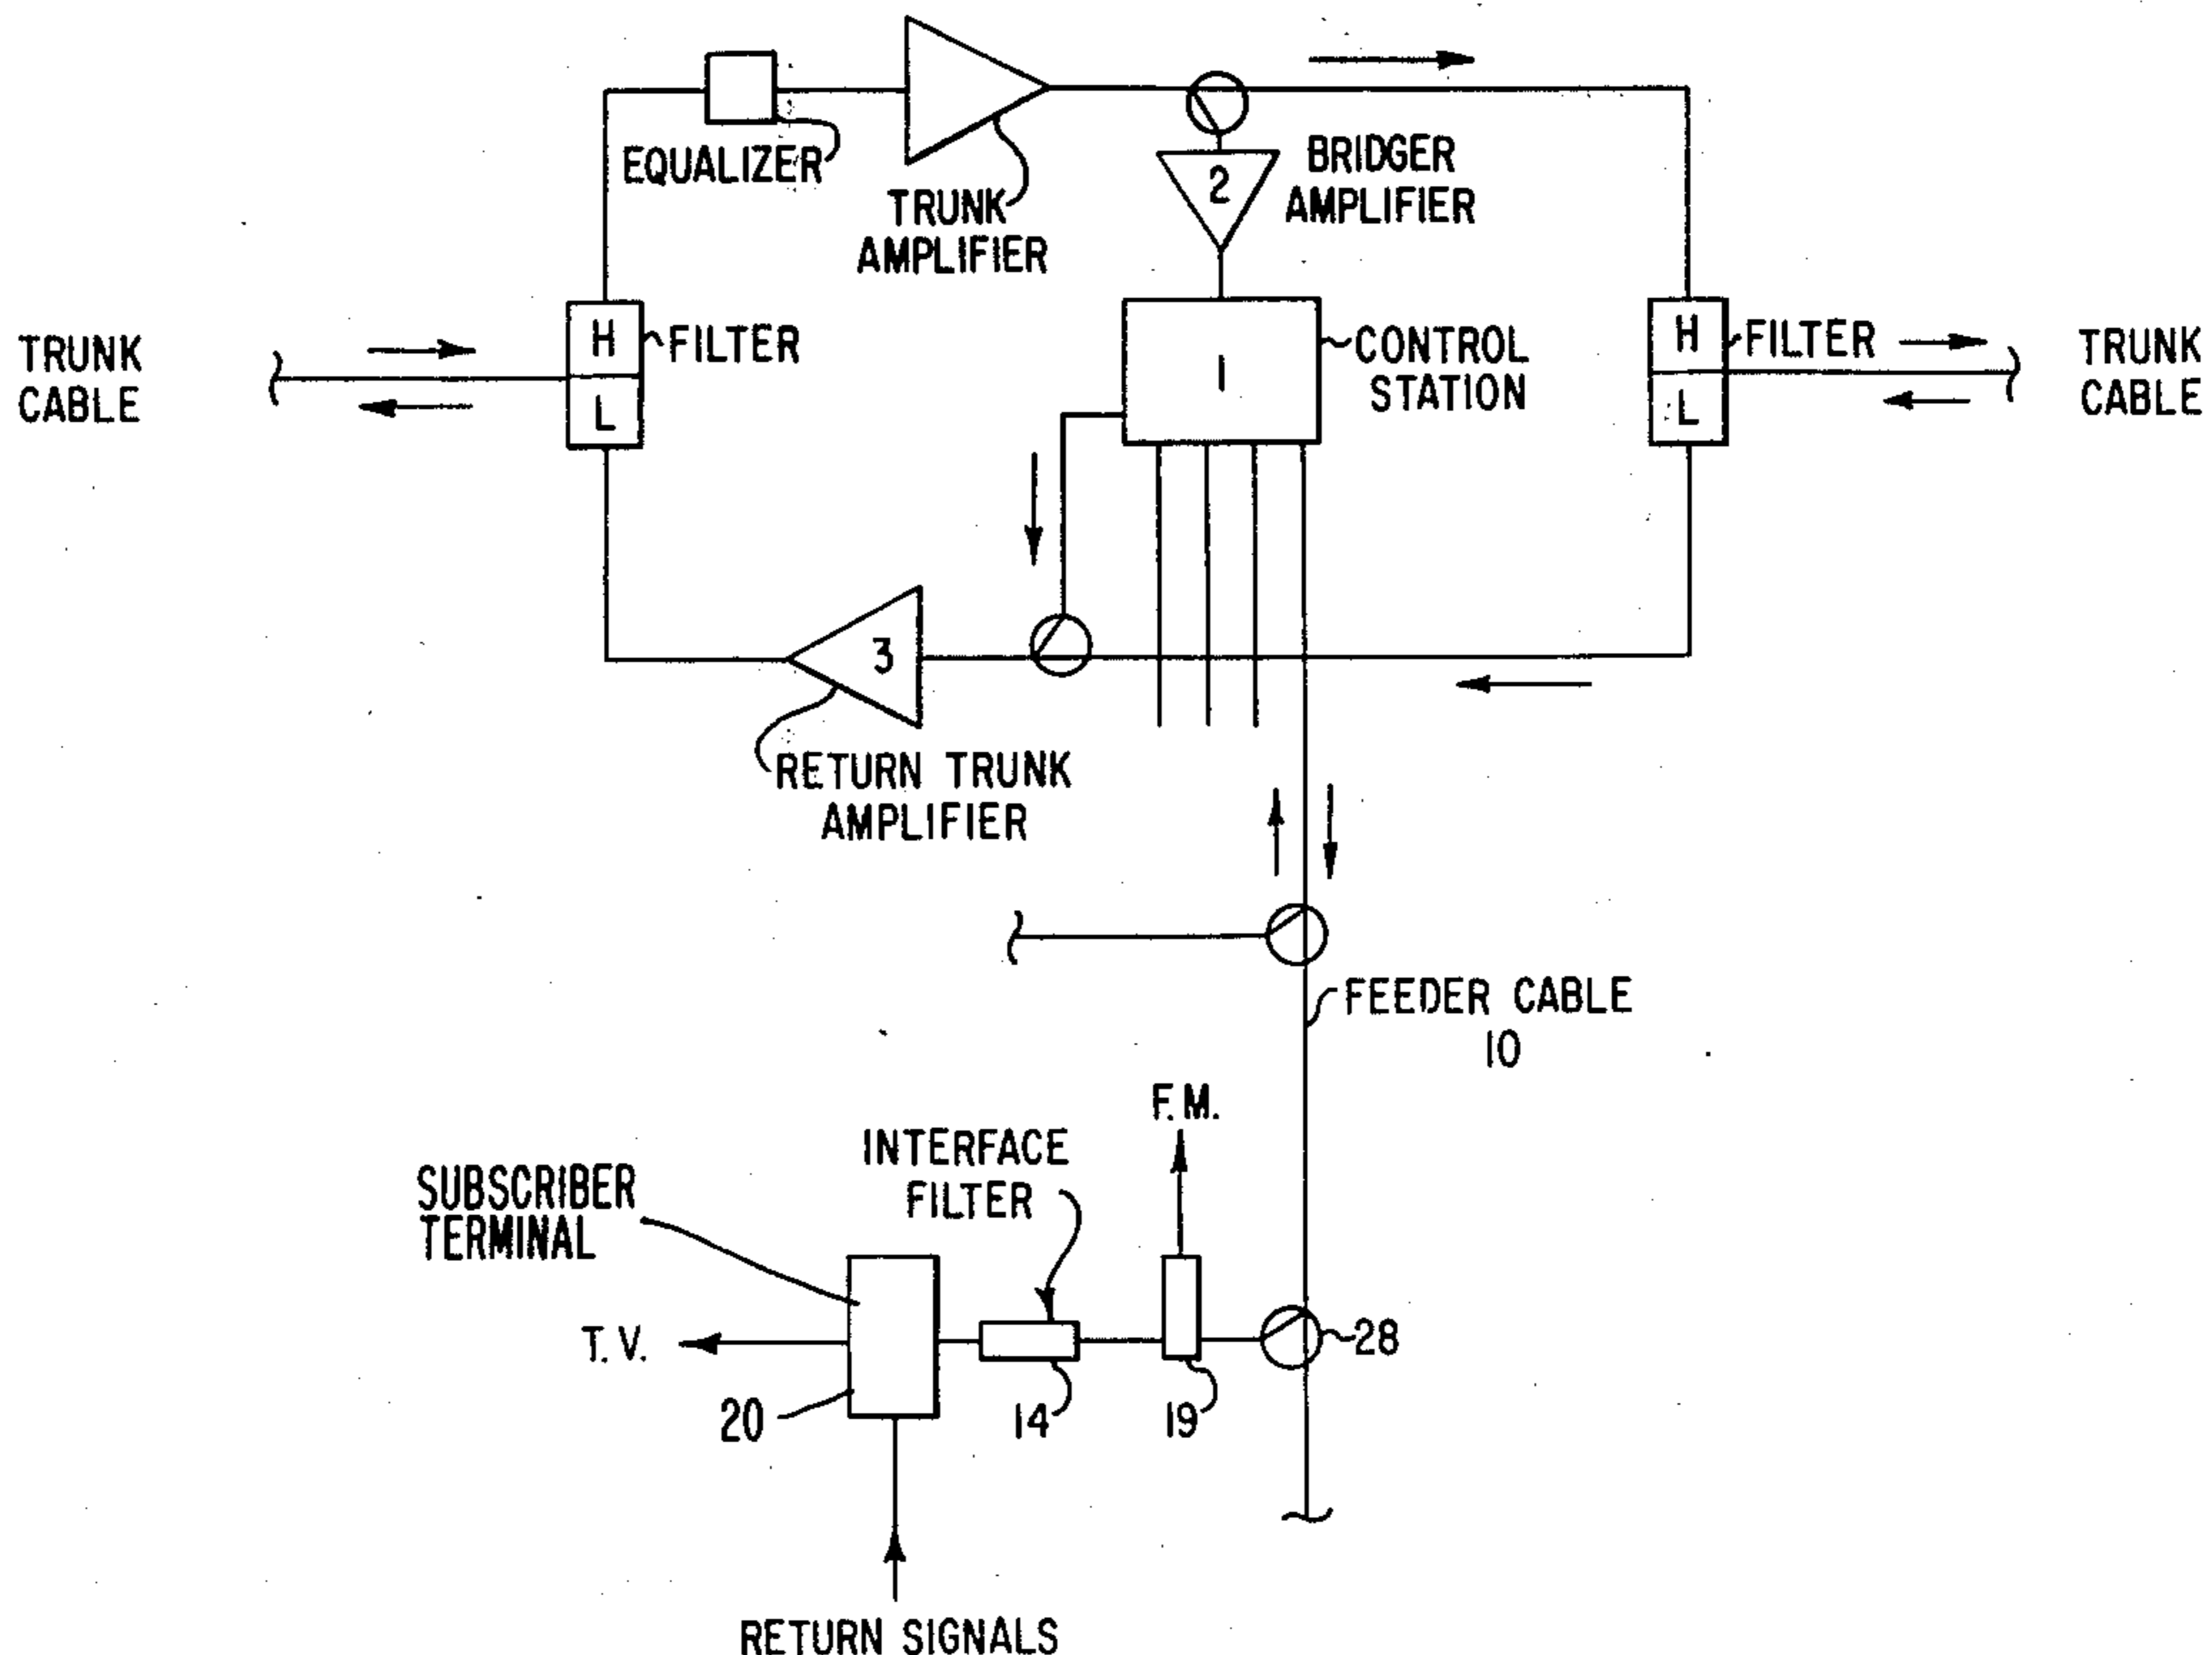 EQUALIZER
TRUNK
AMPLIFIER
2
BRIDGER
AMPLIFIER
TRUNK
CABLE
H
L
FILTER
1
CONTROL
STATION
H
L
FILTER
TRUNK
CABLE
3
RETURN TRUNK
AMPLIFIER
FEEDER CABLE
10
F.M.
INTERFACE
FILTER
SUBSCRIBER
TERMINAL
T.V.
20
14
19
28
RETURN SIGNALS